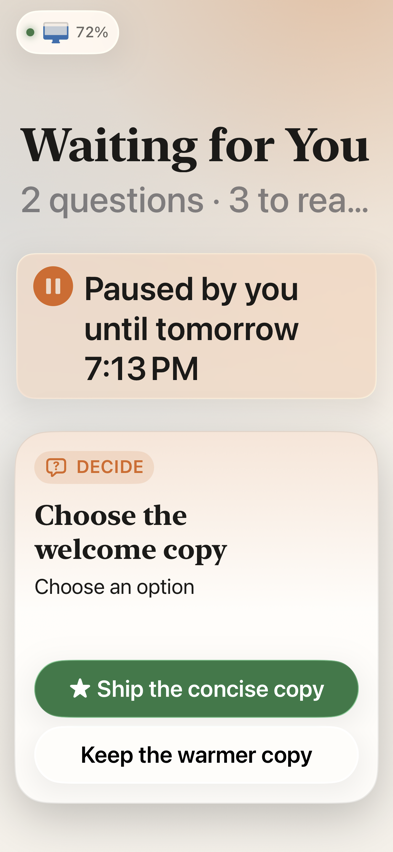 72%
Waiting for You
2 questions · 3 to rea...
Paused by you
until tomorrow
7:13 PM
DECIDE
Choose the
welcome copy
Choose an option
Ship the concise copy
Keep the warmer copy